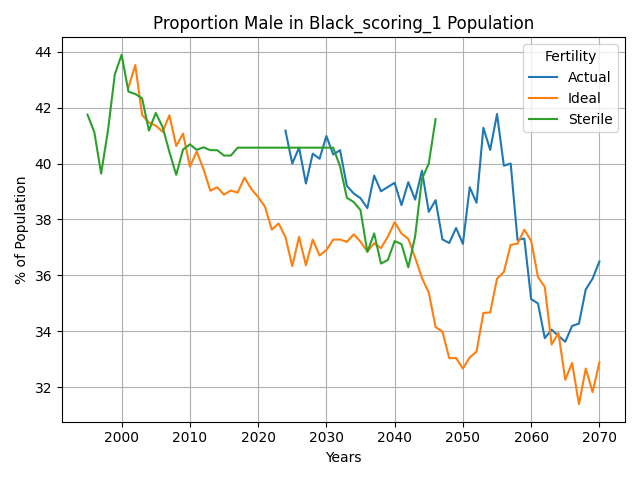 Proportion Male in Black_scoring_1 Population
Fertility
Actual
Ideal
Sterile
% of Population
44
42
40
38
36
34
32
2000
2010
2020
2030
2040
2050
2060
2070
Years